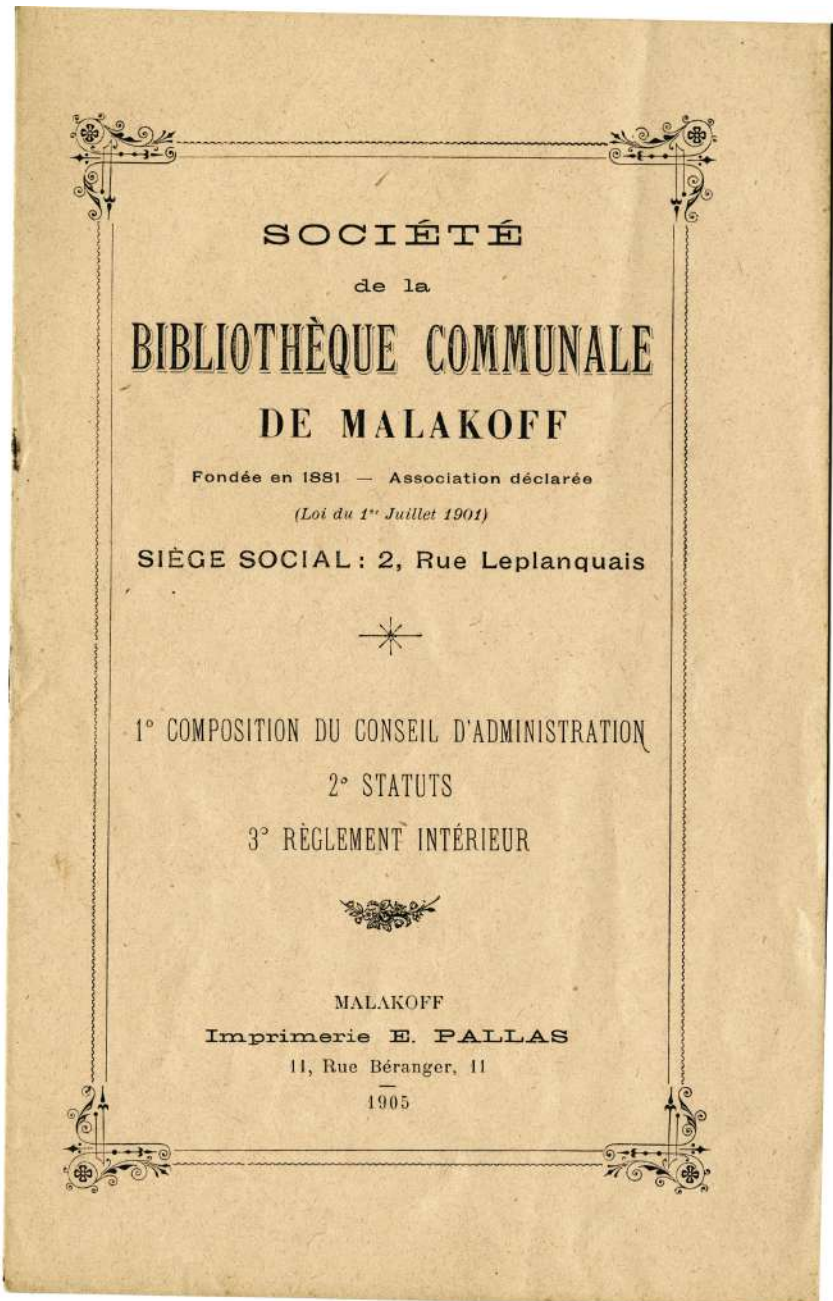 SOCIÉTÉ
de la
BIBLIOTHÈQUE COMMUNALE
DE MALAKOFF
Fondée en 1881 — Association déclarée
(Loi du 1er Juillet 1901)
SIÈGE SOCIAL : 2, Rue Leplanquais
1° COMPOSITION DU CONSEIL D'ADMINISTRATION
2° STATUTS
3° RÈGLEMENT INTÉRIEUR
MALAKOFF
Imprimerie E. PALLAS
11, Rue Béranger, 11
1905